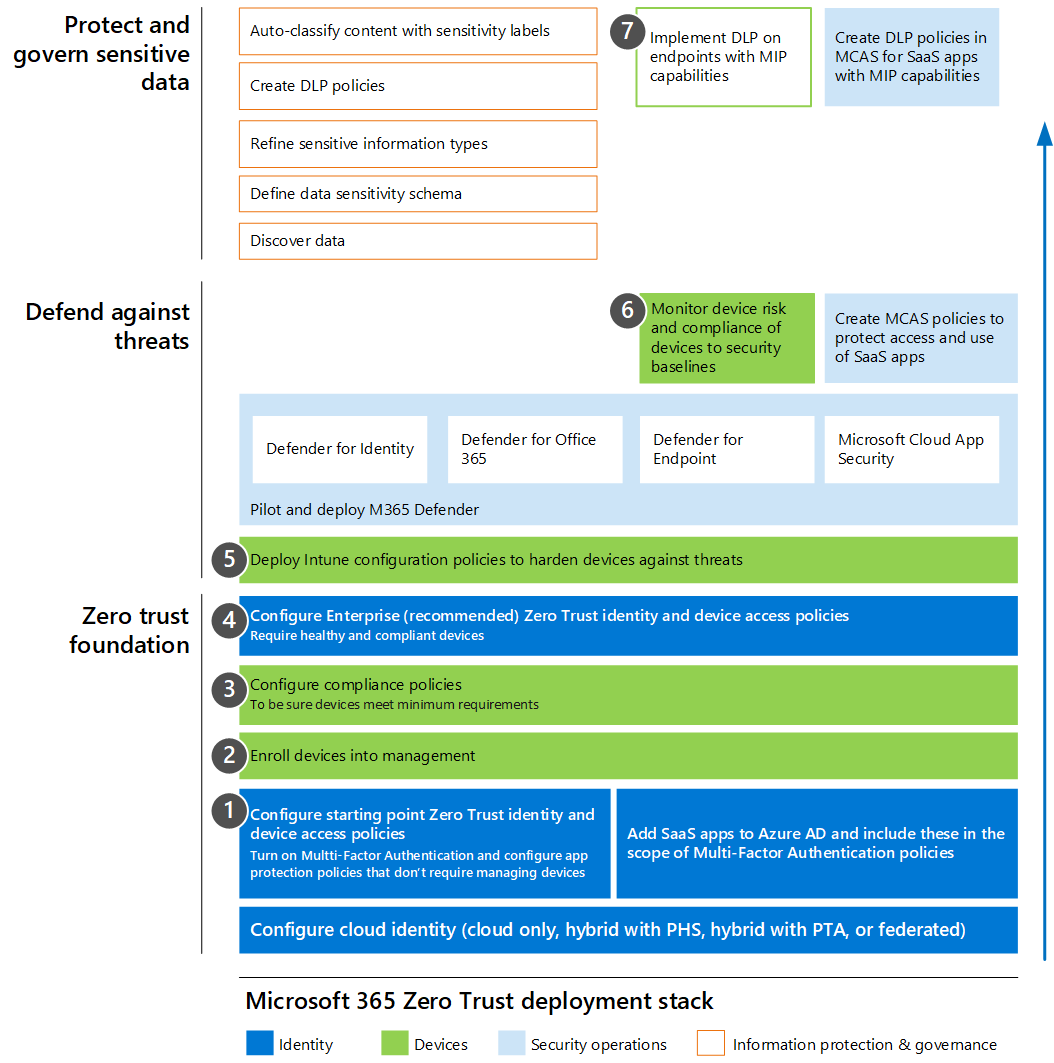 Protect and
govern sensitive
data
Auto-classify content with sensitivity labels
Create DLP policies
Refine sensitive information types
Define data sensitivity schema
Discover data
7
Implement DLP on
endpoints with MIP
capabilities
Create DLP policies in
MCAS for SaaS apps
with MIP capabilities
Defend against
threats
6
Monitor device risk
and compliance of
devices to security
baselines
Create MCAS policies to
protect access and use
of SaaS apps
Defender for Identity
Defender for Office
365
Defender for
Endpoint
Microsoft Cloud App
Security
Pilot and deploy M365 Defender
5
Deploy Intune configuration policies to harden devices against threats
Zero trust
foundation
4
Configure Enterprise (recommended) Zero Trust identity and device access policies
Require healthy and compliant devices
3
Configure compliance policies
To be sure devices meet minimum requirements
2
Enroll devices into management
1
Configure starting point Zero Trust identity and
device access policies
Turn on Multti-Factor Authentication and configure app
protection policies that don’t require managing devices
Add SaaS apps to Azure AD and include these in the
scope of Multi-Factor Authentication policies
Configure cloud identity (cloud only, hybrid with PHS, hybrid with PTA, or federated)
Microsoft 365 Zero Trust deployment stack
Identity
Devices
Security operations
Information protection & governance